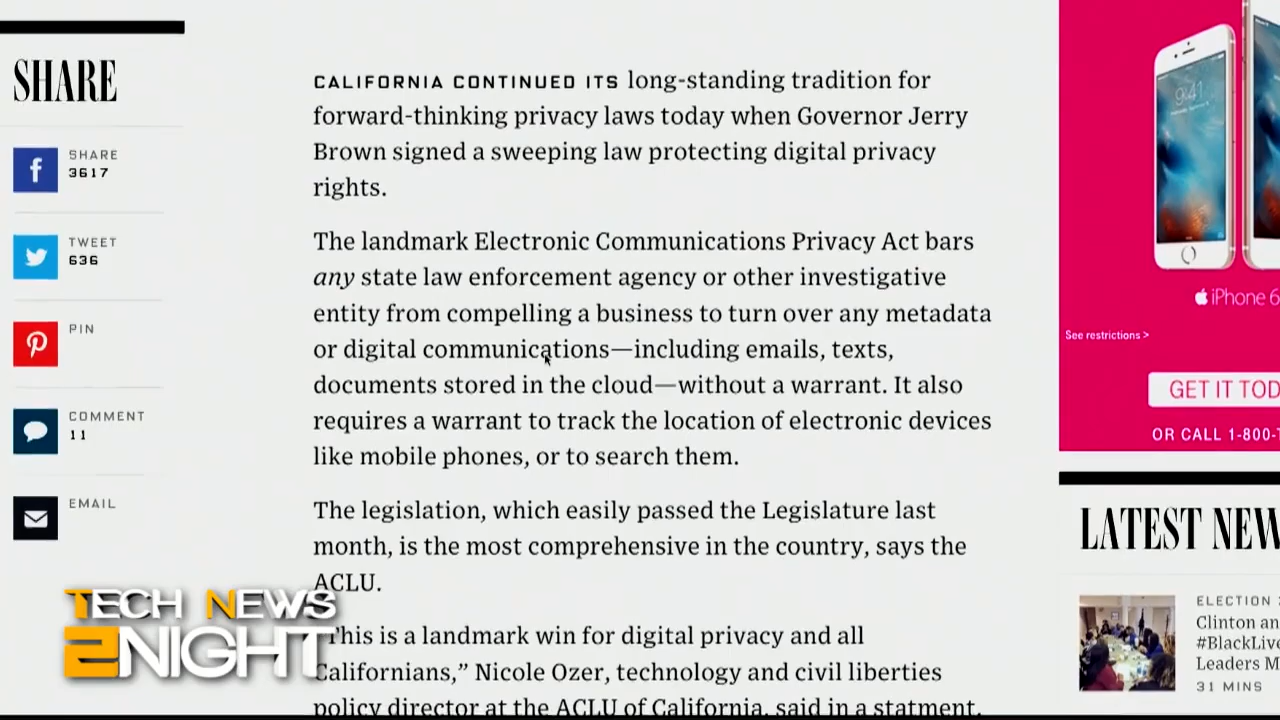 SHARE
SHARE
3617
TWEET
636
PIN
COMMENT
11
EMAIL
CALIFORNIA CONTINUED ITS long-standing tradition for
forward-thinking privacy laws today when Governor Jerry
Brown signed a sweeping law protecting digital privacy
rights.
The landmark Electronic Communications Privacy Act bars
any state law enforcement agency or other investigative
entity from compelling a business to turn over any metadata
or digital communications—including emails, texts,
documents stored in the cloud—without a warrant. It also
requires a warrant to track the location of electronic devices
like mobile phones, or to search them.
The legislation, which easily passed the Legislature last
month, is the most comprehensive in the country, says the
ACLU.
This is a landmark win for digital privacy and all
Californians,” Nicole Ozer, technology and civil liberties
policy director at the ACLU of California, said in a statment.
9:41
iPhone 6
See restrictions >
GET IT TOD
OR CALL 1-800-
LATEST NEW
ELECTION
Clinton an
#BlackLive
Leaders M
31 MINS
TECH NEWS
2NIGHT